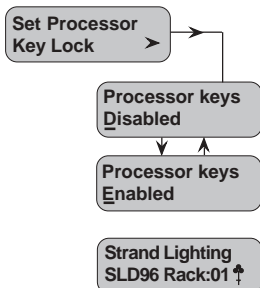 Set Processor
Key Lock
Processor keys
Disabled
Processor keys
Enabled
Strand Lighting
SLD96 Rack:01